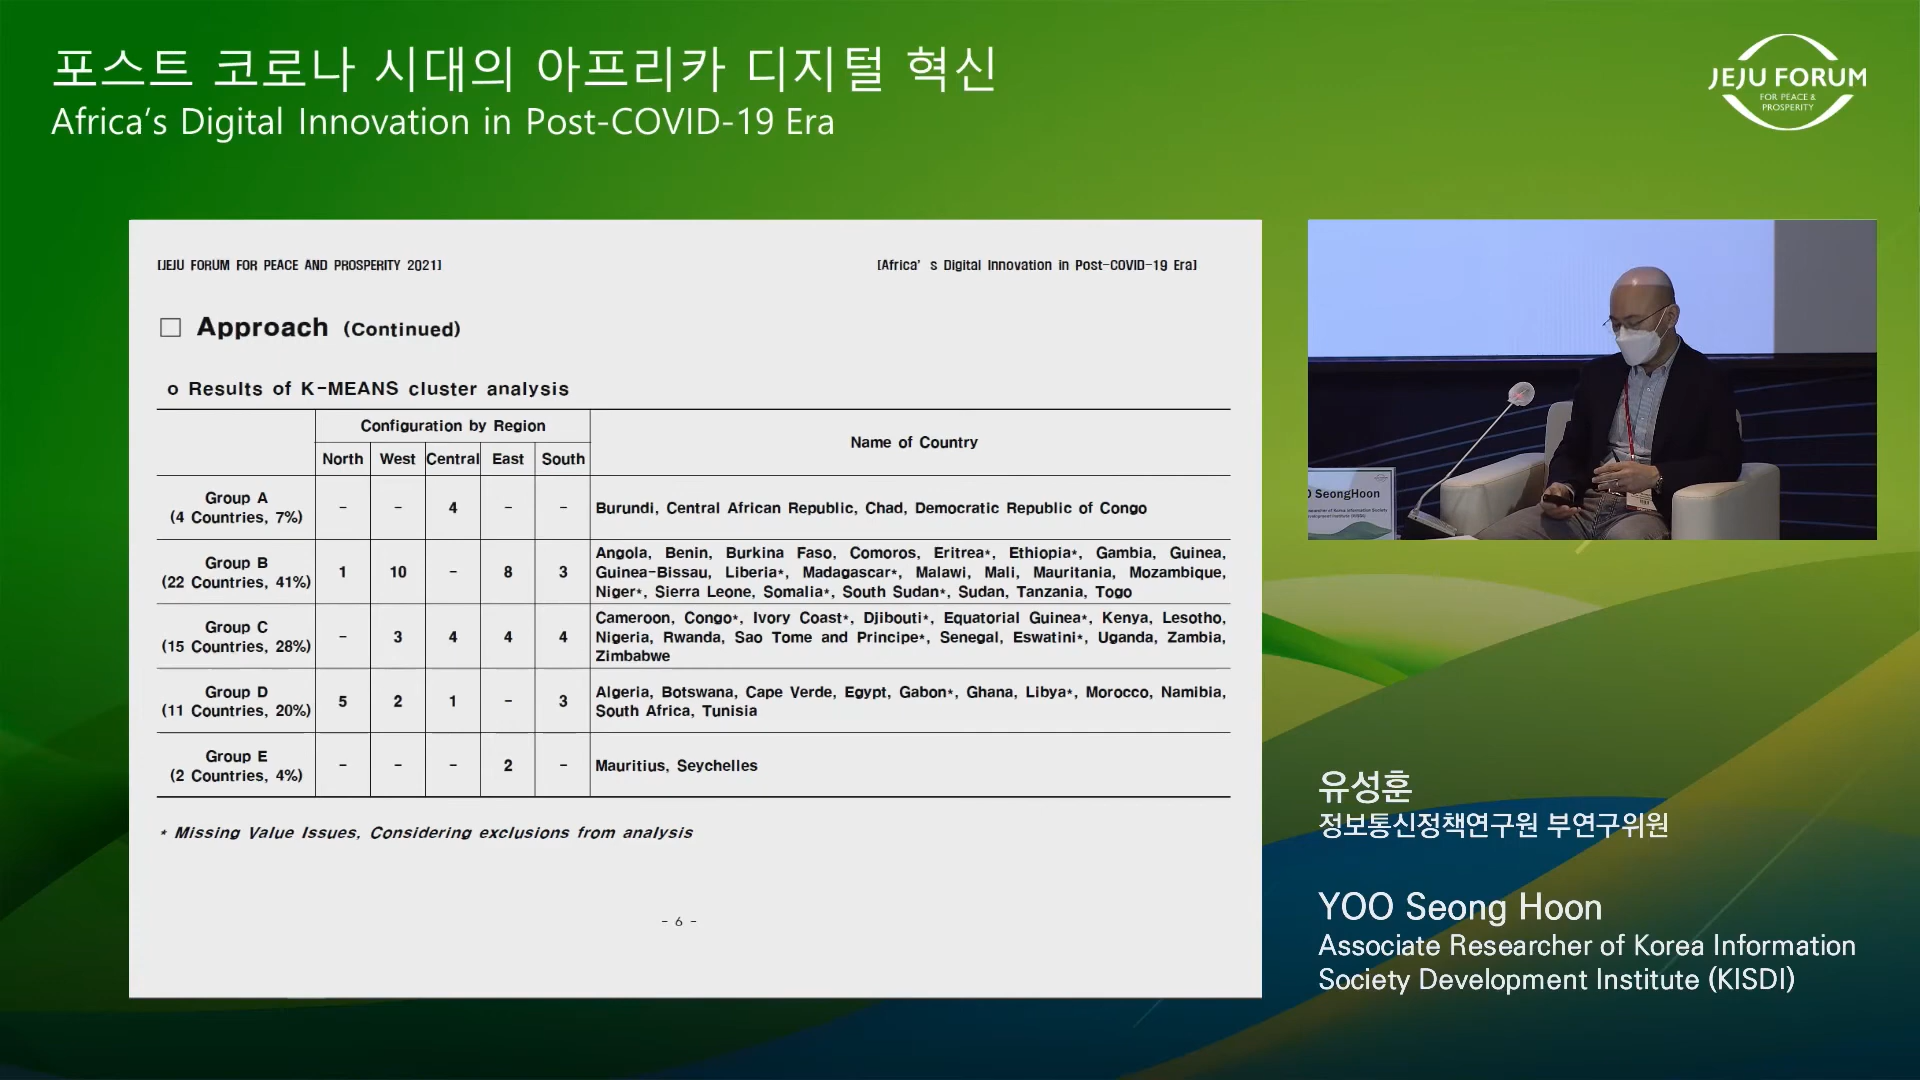 포스트 코로나 시대의 아프리카 디지털 혁신
Africa's Digital Innovation in Post-COVID-19 Era
JEJU FORUM
FOR PEACE &
PROSPERITY
[JEJU FORUM FOR PEACE AND PROSPERITY 2021]
[Africa's Digital Innovation in Post-COVID-19 Era]
□ Approach (Continued)
o Results of K-MEANS cluster analysis
Configuration by Region
Name of Country
North West Central East South
Group A
(4 Countries, 7%)
- - 4 - -
Burundi, Central African Republic, Chad, Democratic Republic of Congo
Group B
(22 Countries, 41%)
1 10 - 8 3
Angola, Benin, Burkina Faso, Comoros, Eritrea*, Ethiopia*, Gambia, Guinea,
Guinea-Bissau, Liberia*, Madagascar*, Malawi, Mali, Mauritania, Mozambique,
Niger*, Sierra Leone, Somalia*, South Sudan*, Sudan, Tanzania, Togo
Group C
(15 Countries, 28%)
- 3 4 4 4
Cameroon, Congo*, Ivory Coast*, Djibouti*, Equatorial Guinea*, Kenya, Lesotho,
Nigeria, Rwanda, Sao Tome and Principe*, Senegal, Eswatini*, Uganda, Zambia,
Zimbabwe
Group D
(11 Countries, 20%)
5 2 1 - 3
Algeria, Botswana, Cape Verde, Egypt, Gabon*, Ghana, Libya*, Morocco, Namibia,
South Africa, Tunisia
Group E
(2 Countries, 4%)
- - - 2 -
Mauritius, Seychelles
* Missing Value Issues, Considering exclusions from analysis
- 6 -
O SeongHoon
유성훈
정보통신정책연구원 부연구위원
YOO Seong Hoon
Associate Researcher of Korea Information
Society Development Institute (KISDI)